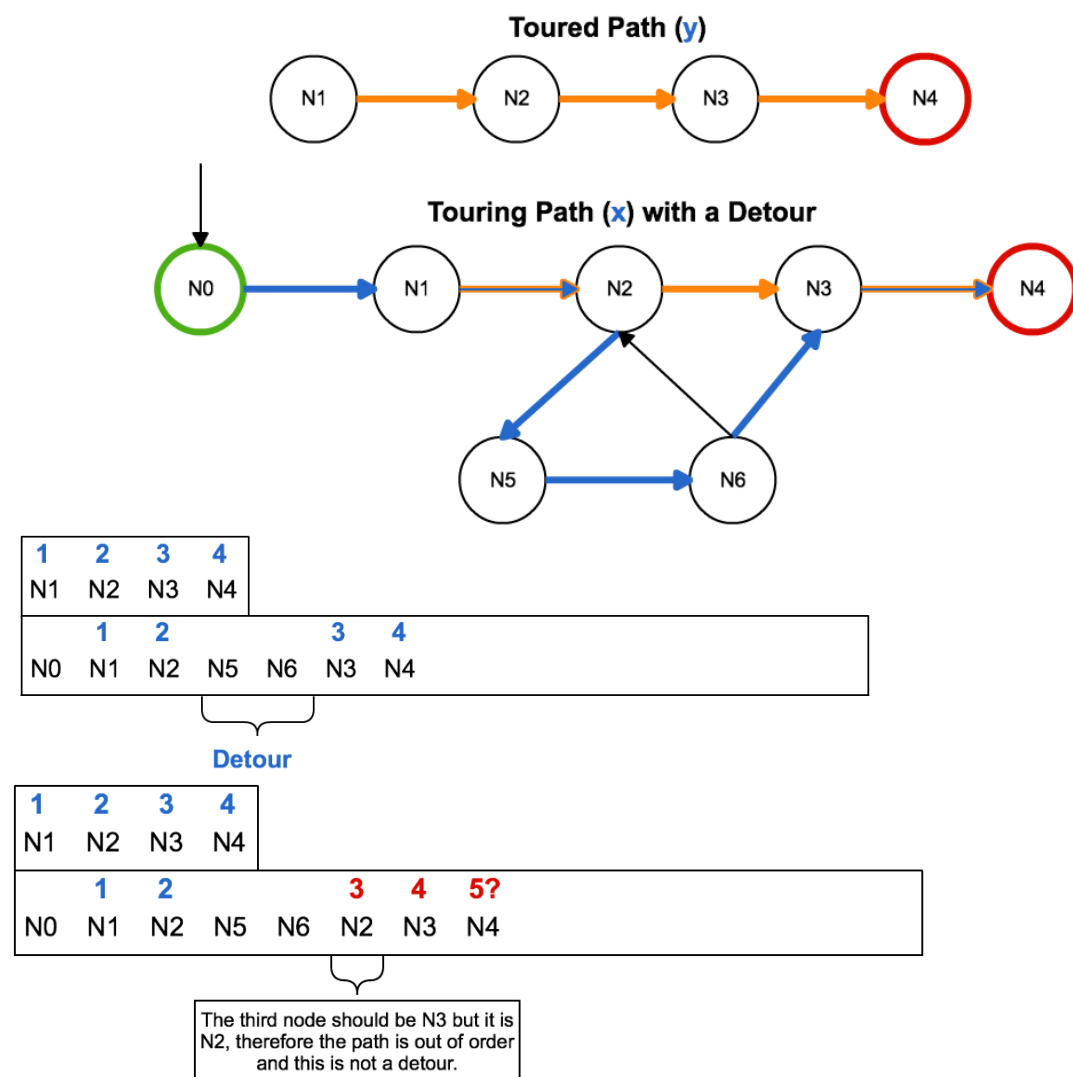 Toured Path (y)
N1 N2 N3 N4
Touring Path (x) with a Detour
N0 N1 N2 N3 N4
N5 N6
1 2 3 4
N1 N2 N3 N4
1 2 3 4
N0 N1 N2 N5 N6 N3 N4
Detour
1 2 3 4
N1 N2 N3 N4
1 2 3 4 5?
N0 N1 N2 N5 N6 N2 N3 N4
The third node should be N3 but it is
N2, therefore the path is out of order
and this is not a detour.